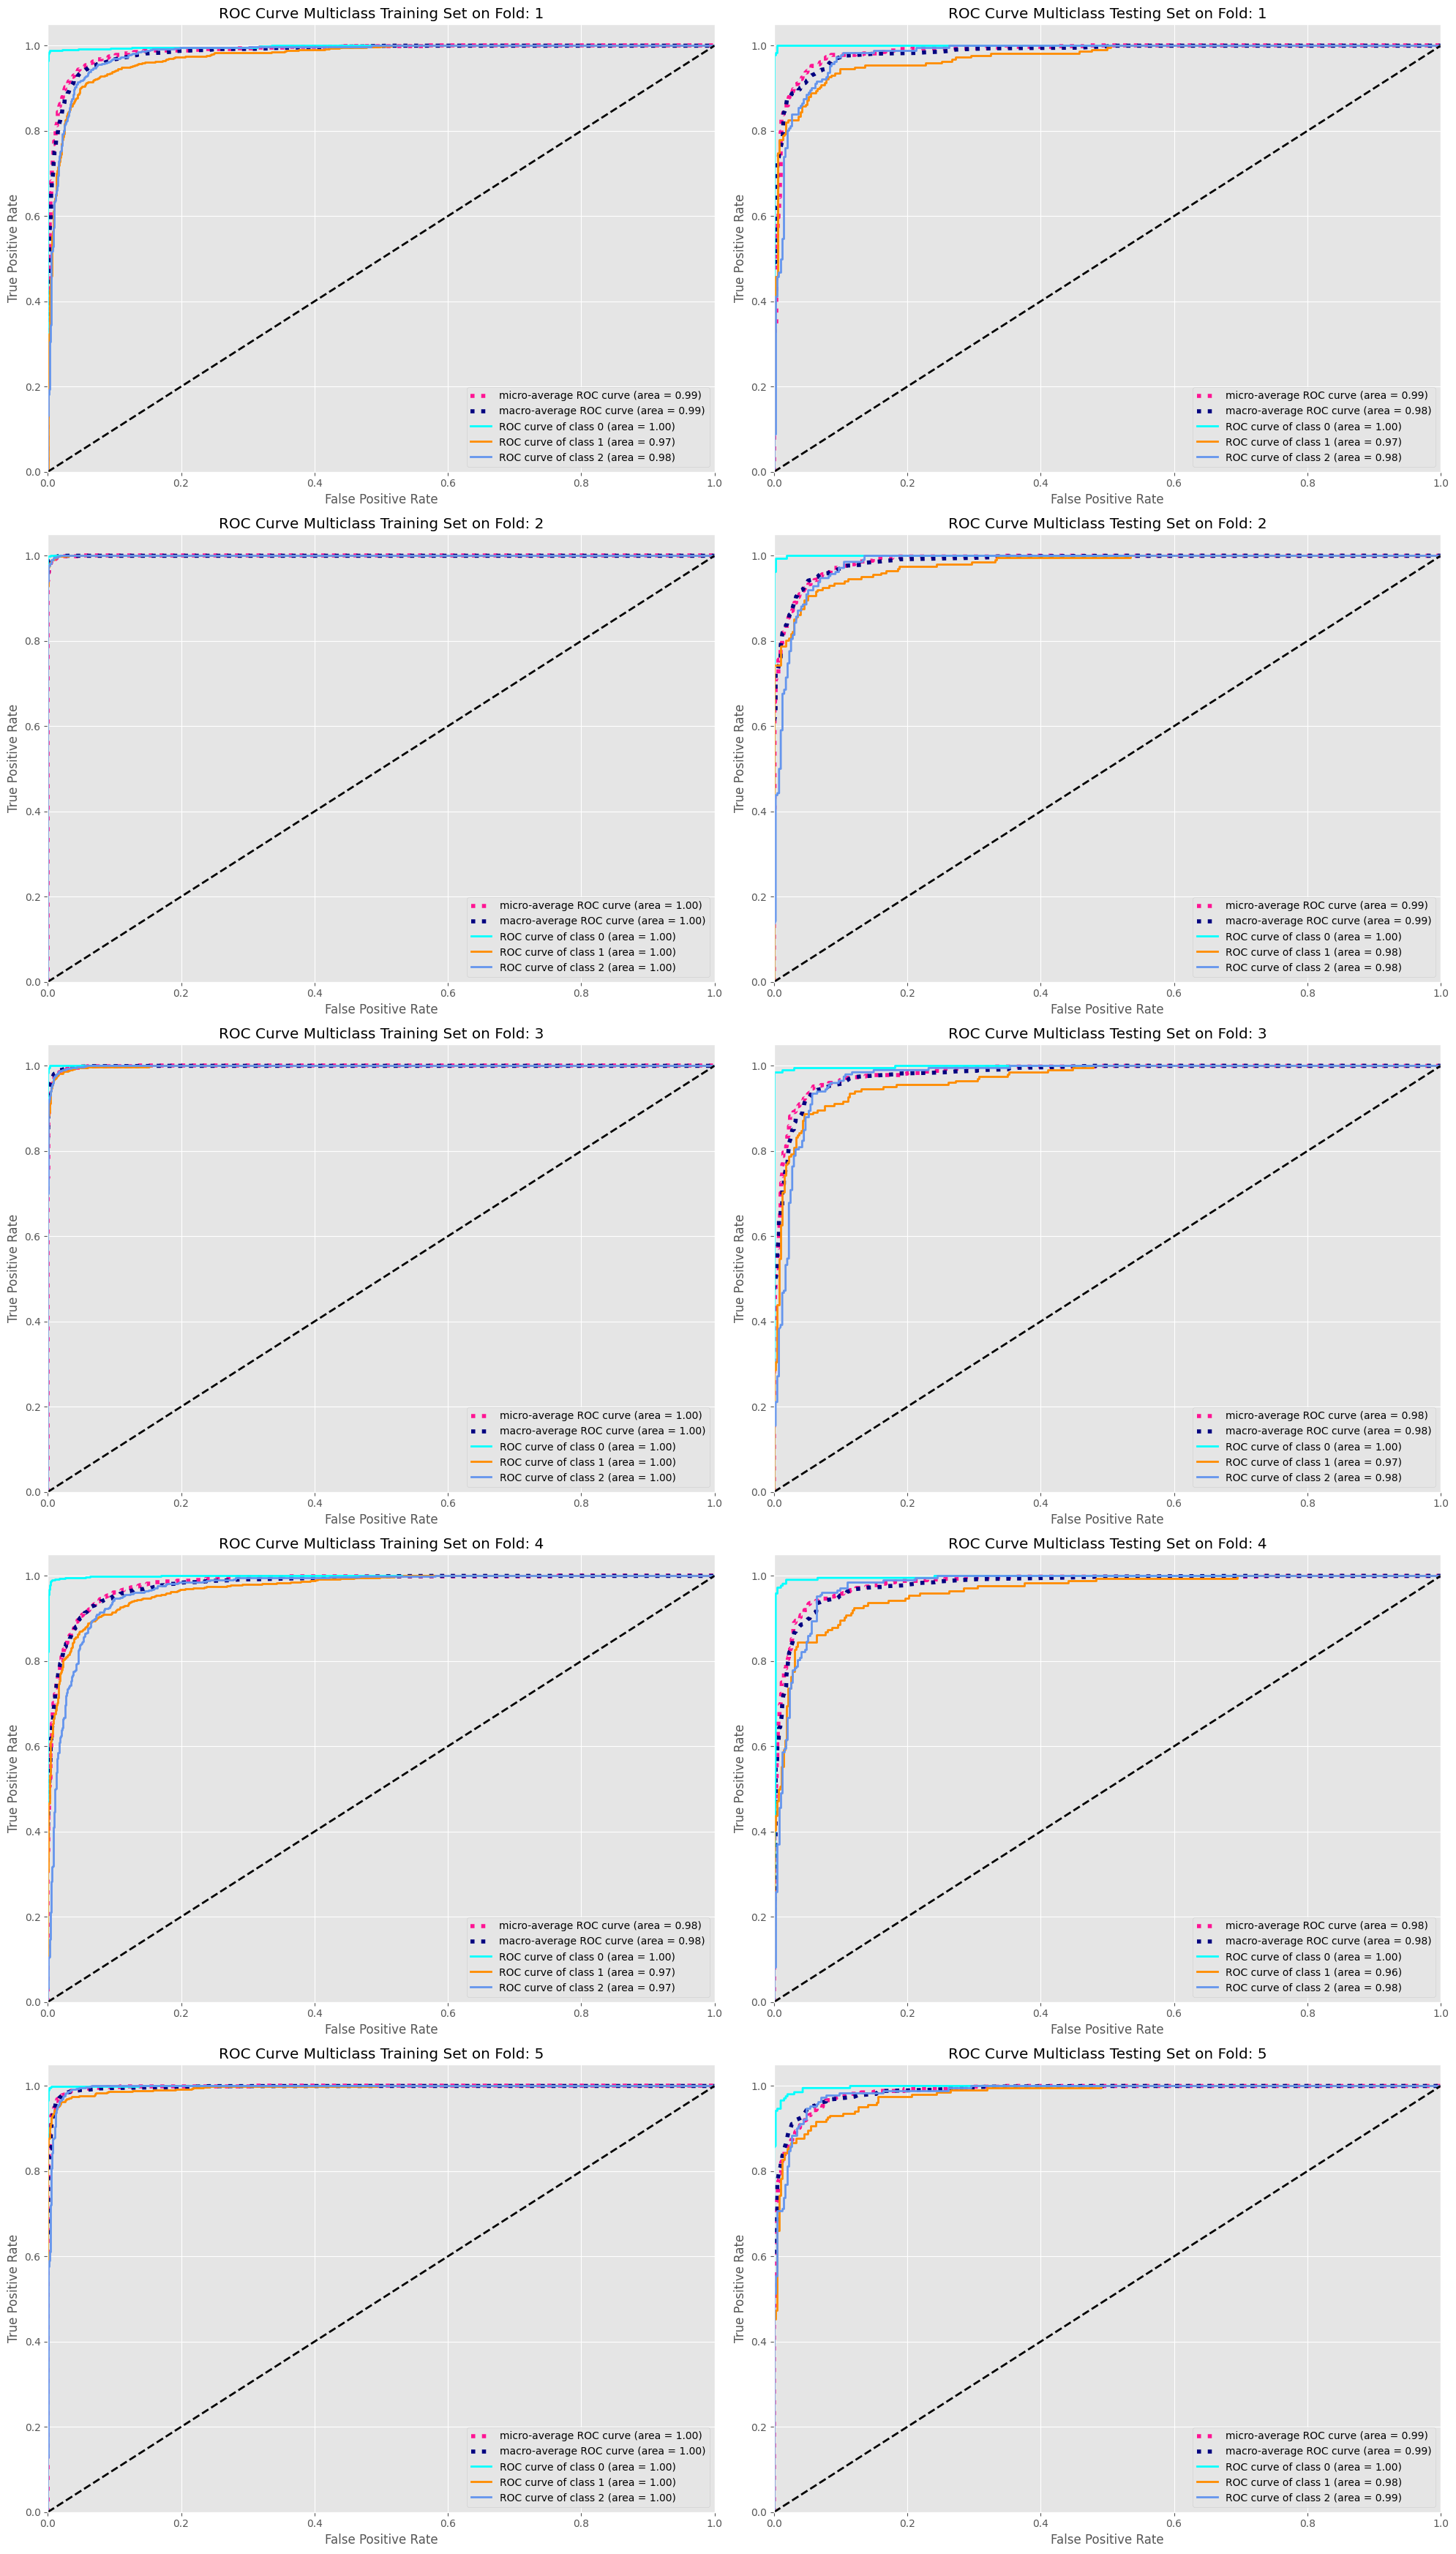 ROC Curve Multiclass Training Set on Fold: 1
True Positive Rate
1.0
0.8
0.6
0.4
0.2
0.0
micro-average ROC curve (area = 0.99)
macro-average ROC curve (area = 0.99)
ROC curve of class 0 (area = 1.00)
ROC curve of class 1 (area = 0.97)
ROC curve of class 2 (area = 0.98)
0.0 0.2 0.4 0.6 0.8 1.0
False Positive Rate
ROC Curve Multiclass Testing Set on Fold: 1
True Positive Rate
1.0
0.8
0.6
0.4
0.2
0.0
micro-average ROC curve (area = 0.99)
macro-average ROC curve (area = 0.98)
ROC curve of class 0 (area = 1.00)
ROC curve of class 1 (area = 0.97)
ROC curve of class 2 (area = 0.98)
0.0 0.2 0.4 0.6 0.8 1.0
False Positive Rate
ROC Curve Multiclass Training Set on Fold: 2
True Positive Rate
1.0
0.8
0.6
0.4
0.2
0.0
micro-average ROC curve (area = 1.00)
macro-average ROC curve (area = 1.00)
ROC curve of class 0 (area = 1.00)
ROC curve of class 1 (area = 1.00)
ROC curve of class 2 (area = 1.00)
0.0 0.2 0.4 0.6 0.8 1.0
False Positive Rate
ROC Curve Multiclass Testing Set on Fold: 2
True Positive Rate
1.0
0.8
0.6
0.4
0.2
0.0
micro-average ROC curve (area = 0.99)
macro-average ROC curve (area = 0.99)
ROC curve of class 0 (area = 1.00)
ROC curve of class 1 (area = 0.98)
ROC curve of class 2 (area = 0.98)
0.0 0.2 0.4 0.6 0.8 1.0
False Positive Rate
ROC Curve Multiclass Training Set on Fold: 3
True Positive Rate
1.0
0.8
0.6
0.4
0.2
0.0
micro-average ROC curve (area = 1.00)
macro-average ROC curve (area = 1.00)
ROC curve of class 0 (area = 1.00)
ROC curve of class 1 (area = 1.00)
ROC curve of class 2 (area = 1.00)
0.0 0.2 0.4 0.6 0.8 1.0
False Positive Rate
ROC Curve Multiclass Testing Set on Fold: 3
True Positive Rate
1.0
0.8
0.6
0.4
0.2
0.0
micro-average ROC curve (area = 0.98)
macro-average ROC curve (area = 0.98)
ROC curve of class 0 (area = 1.00)
ROC curve of class 1 (area = 0.97)
ROC curve of class 2 (area = 0.98)
0.0 0.2 0.4 0.6 0.8 1.0
False Positive Rate
ROC Curve Multiclass Training Set on Fold: 4
True Positive Rate
1.0
0.8
0.6
0.4
0.2
0.0
micro-average ROC curve (area = 0.98)
macro-average ROC curve (area = 0.98)
ROC curve of class 0 (area = 1.00)
ROC curve of class 1 (area = 0.97)
ROC curve of class 2 (area = 0.97)
0.0 0.2 0.4 0.6 0.8 1.0
False Positive Rate
ROC Curve Multiclass Testing Set on Fold: 4
True Positive Rate
1.0
0.8
0.6
0.4
0.2
0.0
micro-average ROC curve (area = 0.98)
macro-average ROC curve (area = 0.98)
ROC curve of class 0 (area = 1.00)
ROC curve of class 1 (area = 0.96)
ROC curve of class 2 (area = 0.98)
0.0 0.2 0.4 0.6 0.8 1.0
False Positive Rate
ROC Curve Multiclass Training Set on Fold: 5
True Positive Rate
1.0
0.8
0.6
0.4
0.2
0.0
micro-average ROC curve (area = 1.00)
macro-average ROC curve (area = 1.00)
ROC curve of class 0 (area = 1.00)
ROC curve of class 1 (area = 1.00)
ROC curve of class 2 (area = 1.00)
0.0 0.2 0.4 0.6 0.8 1.0
False Positive Rate
ROC Curve Multiclass Testing Set on Fold: 5
True Positive Rate
1.0
0.8
0.6
0.4
0.2
0.0
micro-average ROC curve (area = 0.99)
macro-average ROC curve (area = 0.99)
ROC curve of class 0 (area = 1.00)
ROC curve of class 1 (area = 0.98)
ROC curve of class 2 (area = 0.99)
0.0 0.2 0.4 0.6 0.8 1.0
False Positive Rate